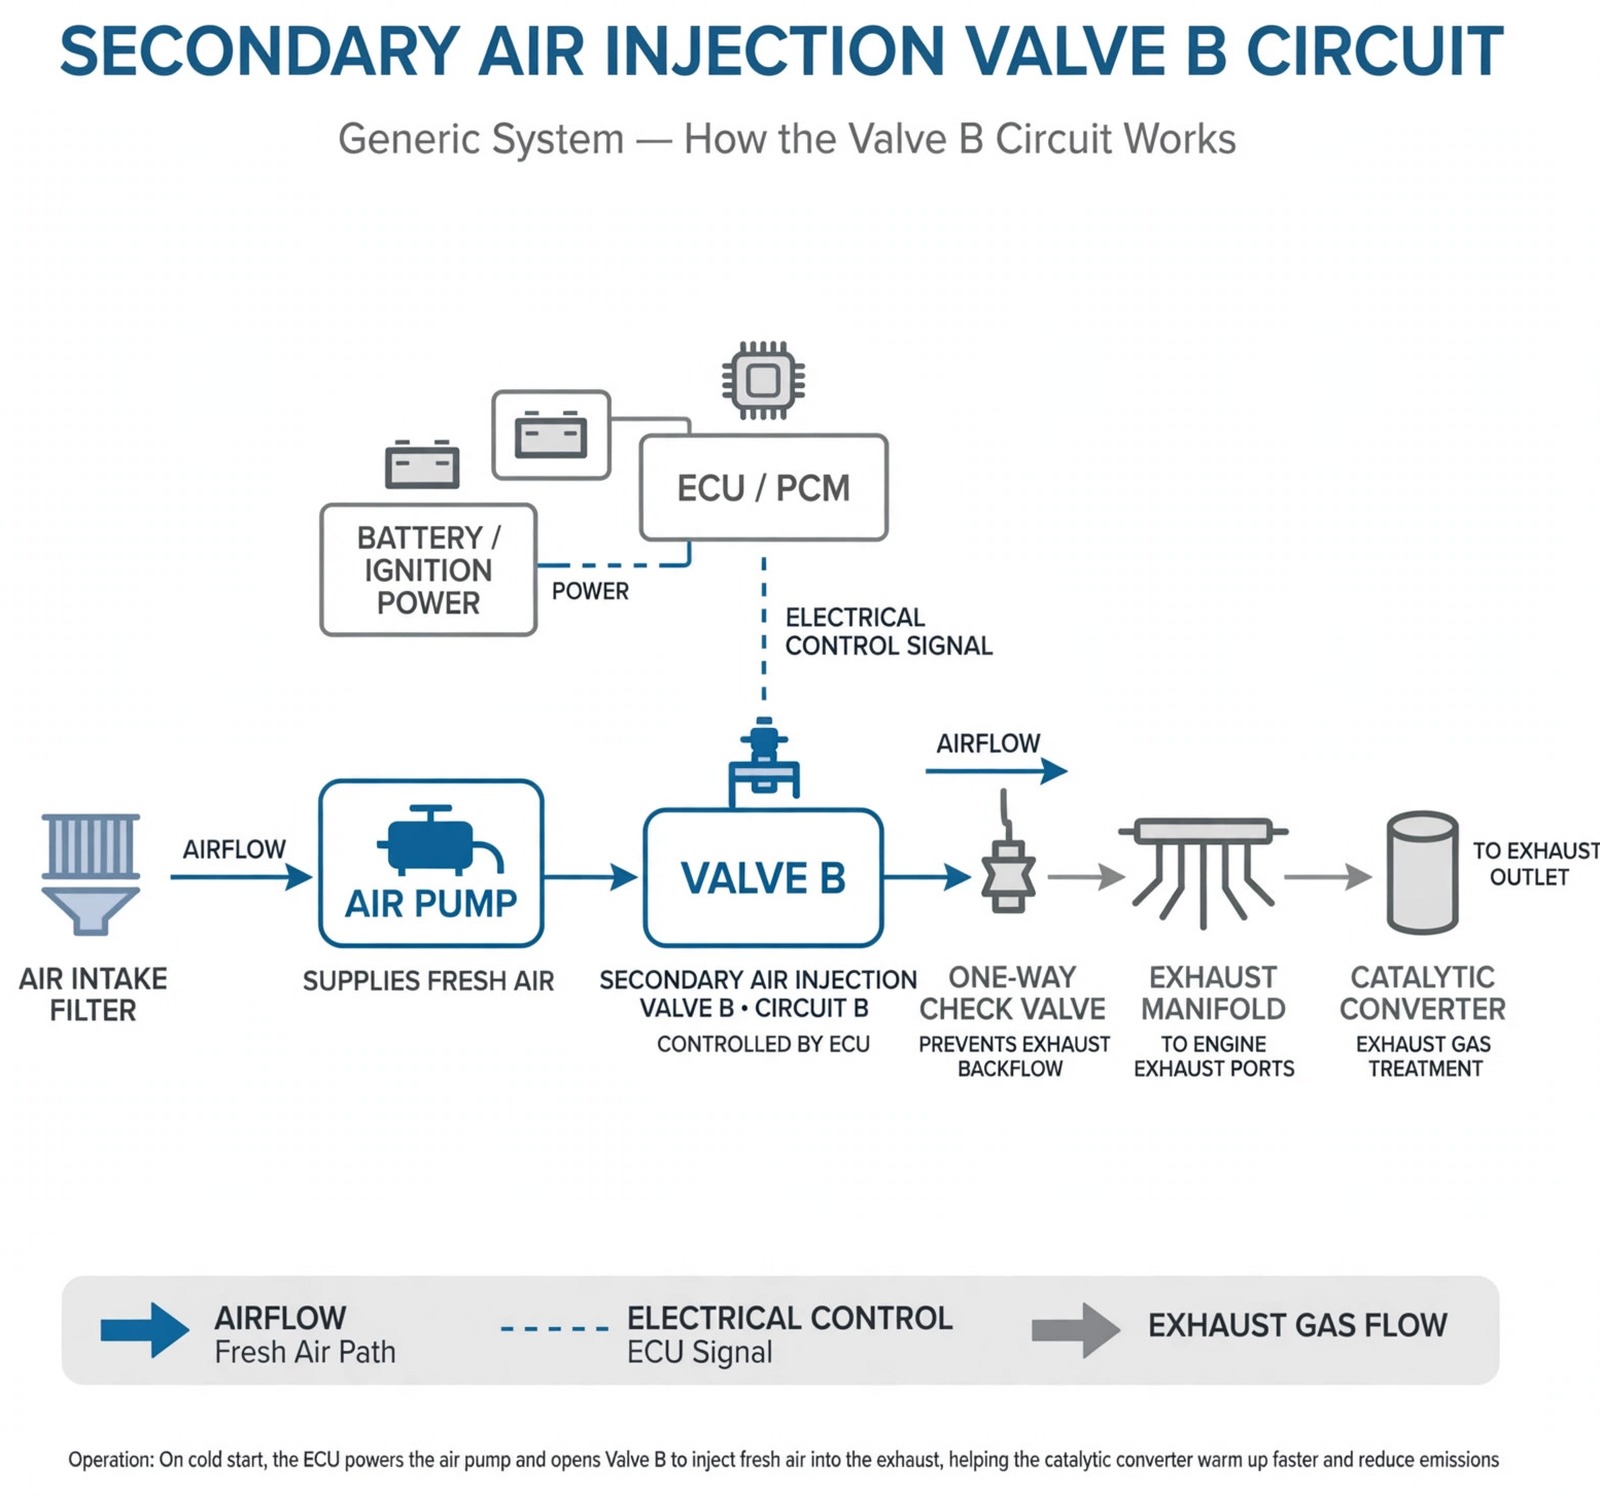 SECONDARY AIR INJECTION VALVE B CIRCUIT
Generic System — How the Valve B Circuit Works
ECU / PCM
BATTERY /
IGNITION
POWER
POWER
ELECTRICAL
CONTROL SIGNAL
AIRFLOW
AIRFLOW
AIR PUMP
VALVE B
TO EXHAUST
OUTLET
AIR INTAKE
FILTER
SUPPLIES FRESH AIR
SECONDARY AIR INJECTION
VALVE B • CIRCUIT B
CONTROLLED BY ECU
ONE-WAY
CHECK VALVE
PREVENTS EXHAUST
BACKFLOW
EXHAUST
MANIFOLD
TO ENGINE
EXHAUST PORTS
CATALYTIC
CONVERTER
EXHAUST GAS
TREATMENT
AIRFLOW
Fresh Air Path
ELECTRICAL CONTROL
ECU Signal
EXHAUST GAS FLOW
Operation: On cold start, the ECU powers the air pump and opens Valve B to inject fresh air into the exhaust, helping the catalytic converter warm up faster and reduce emissions